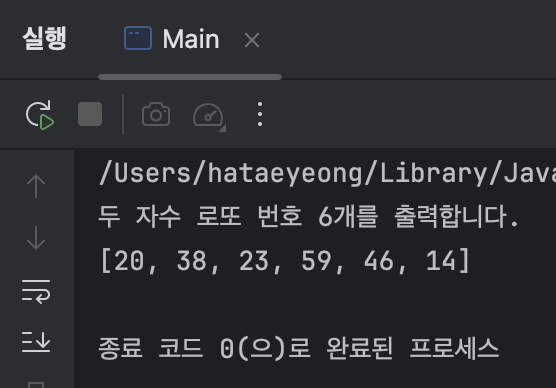 실행 Main
/Users/hataeyeong/Library/Java
두 자수 로또 번호 6개를 출력합니다.
[20, 38, 23, 59, 46, 14]
종료 코드 0(으)로 완료된 프로세스